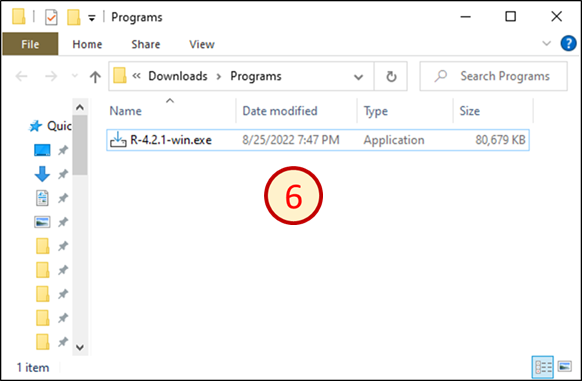 Programs
File Home Share View
« Downloads › Programs Search Programs
Name Date modified Type Size
Quic
R-4.2.1-win.exe 8/25/2022 7:47 PM Application 80,679 KB
6
1 item